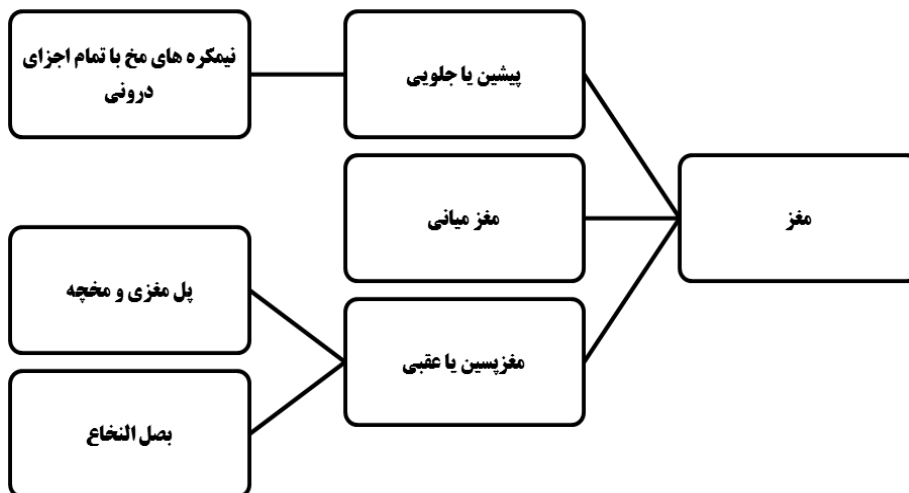 مغز
پیشین یا جلویی
نیمکره های مخ با تمام اجزای
درونی
مغز میانی
مغزپسین یا عقبی
پل مغزی و مخچه
بصل النخاع